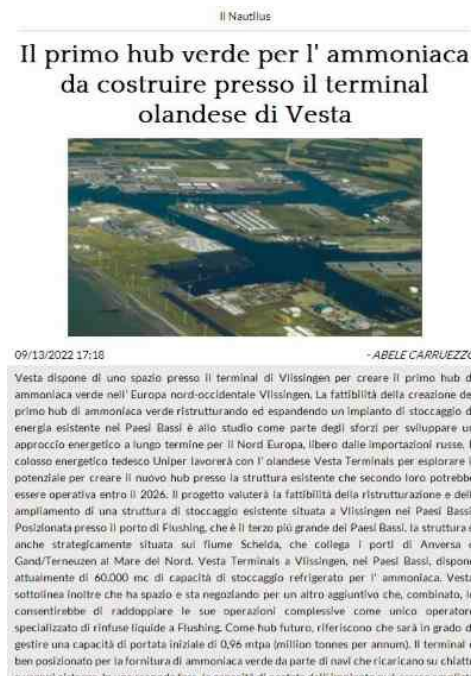 Il Nautilus
Il primo hub verde per l' ammoniaca
da costruire presso il terminal
olandese di Vesta
09/13/2022 17:18
- ABELE CARRUEZZO
Vesta dispone di uno spazio presso il terminal di Vlissingen per creare il primo hub d
ammoniaca verde nell' Europa nord-occidentale Vlissingen. La fattibilità della creazione de
primo hub di ammoniaca verde ristrutturando ed espandendo un impianto di stoccaggio d
energia esistente nei Paesi Bassi è allo studio come parte degli sforzi per sviluppare un
approccio energetico a lungo termine per il Nord Europa, libero dalle importazioni russe. I
colosso energetico tedesco Uniper lavorerà con l' olandese Vesta Terminals per esplorare i
potenziale per creare il nuovo hub presso la struttura esistente che secondo loro potrebbe
essere operativa entro il 2026. Il progetto valuterà la fattibilità della ristrutturazione e dell
ampliamento di una struttura di stoccaggio esistente situata a Vlissingen nei Paesi Bassi
Posizionata presso il porto di Flushing, che è il terzo più grande dei Paesi Bassi, la struttura è
anche strategicamente situata sul fiume Schelda, che collega i porti di Anversa e
Gand/Terneuzen al Mare del Nord. Vesta Terminals a Vlissingen, nei Paesi Bassi, dispone
attualmente di 60.000 mc di capacità di stoccaggio refrigerato per l' ammoniaca. Vesta
sottolinea inoltre che ha spazio e sta negoziando per un altro aggiuntivo che, combinato, le
consentirebbe di raddoppiare le sue operazioni complessive come unico operatore
specializzato di rinfuse liquide a Flushing. Come hub futuro, riferiscono che sarà in grado di
gestire una capacità di portata iniziale di 0,96 mtpa (million tonnes per annum). Il terminal è
ben posizionato per la fornitura di ammoniaca verde da parte di navi che ricaricano su chiatte